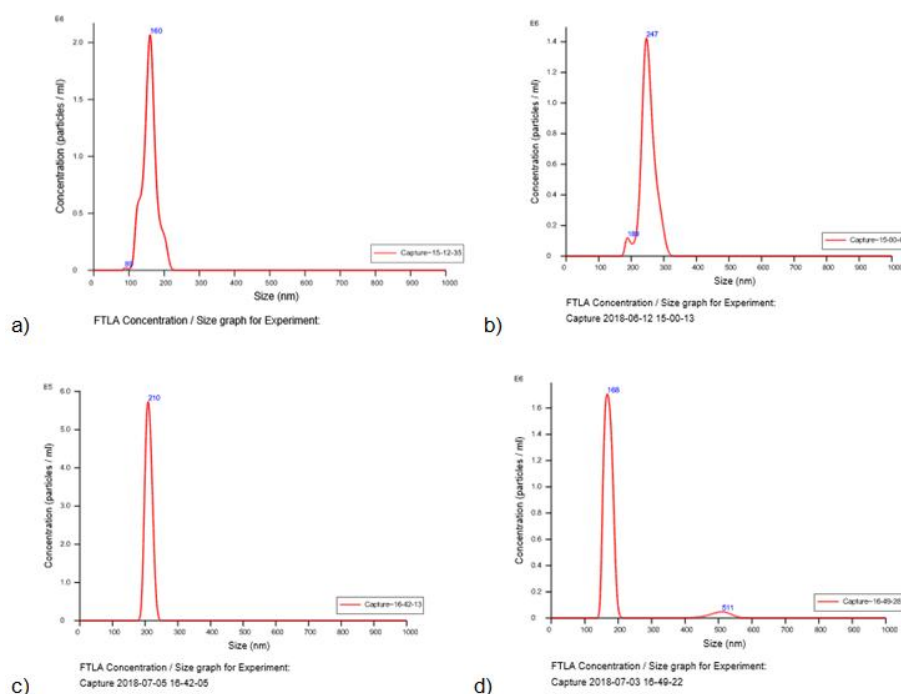 E6
160
2.0
1.5
1.0
0.5
0
Concentration (particles / ml)
Capture-15-12-35
0 100 200 300 400 500 600 700 800 900 1000
Size (nm)
FTLA Concentration / Size graph for Experiment:
a)
E6
247
1.4
1.2
1.0
0.8
0.6
0.4
0.2
0
Concentration (particles / ml)
0 100 200 300 400 500 600 700 800 900 1000
Size (nm)
FTLA Concentration / Size graph for Experiment:
Capture 2018-06-12 15-00-13
b)
E5
210
6.0
5.0
4.0
3.0
2.0
1.0
0
Concentration (particles / ml)
Capture-16-42-13
0 100 200 300 400 500 600 700 800 900 1000
Size (nm)
FTLA Concentration / Size graph for Experiment:
Capture 2018-07-05 16-42-05
c)
E6
168
1.6
1.4
1.2
1.0
0.8
0.6
0.4
0.2
0
Concentration (particles / ml)
511
Capture-16-49-28
0 100 200 300 400 500 600 700 800 900 1000
Size (nm)
FTLA Concentration / Size graph for Experiment:
Capture 2018-07-03 16-49-22
d)